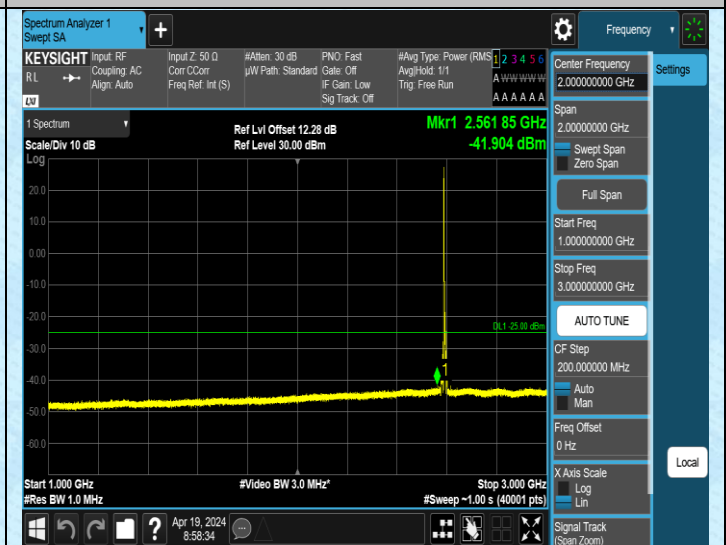 Spectrum Analyzer 1
Swept SA
+
Frequency
KEYSIGHT
RL
LXI
Input: RF
Coupling: AC
Align: Auto
Input Z: 50 Ω
Corr CCorr
Freq Ref: Int (S)
#Atten: 30 dB
µW Path: Standard
PNO: Fast
Gate: Off
IF Gain: Low
Sig Track: Off
#Avg Type: Power (RMS
Avg|Hold: 1/1
Trig: Free Run
1 2 3 4 5 6
A W W W W W
A A A A A A
1 Spectrum
Scale/Div 10 dB
Log
Ref Lvl Offset 12.28 dB
Ref Level 30.00 dBm
Mkr1 2.561 85 GHz
-41.904 dBm
20.0
10.0
0.00
-10.0
-20.0
-30.0
-40.0
-50.0
-60.0
DL1 -25.00 dBm
1
Start 1.000 GHz
#Res BW 1.0 MHz
#Video BW 3.0 MHz*
Stop 3.000 GHz
#Sweep ~1.00 s (40001 pts)
Apr 19, 2024
8:58:34
?
Center Frequency
2.000000000 GHz
Span
2.00000000 GHz
Swept Span
Zero Span
Full Span
Start Freq
1.000000000 GHz
Stop Freq
3.000000000 GHz
AUTO TUNE
CF Step
200.000000 MHz
Auto
Man
Freq Offset
0 Hz
X Axis Scale
Log
Lin
Signal Track
(Span Zoom)
Settings
Local